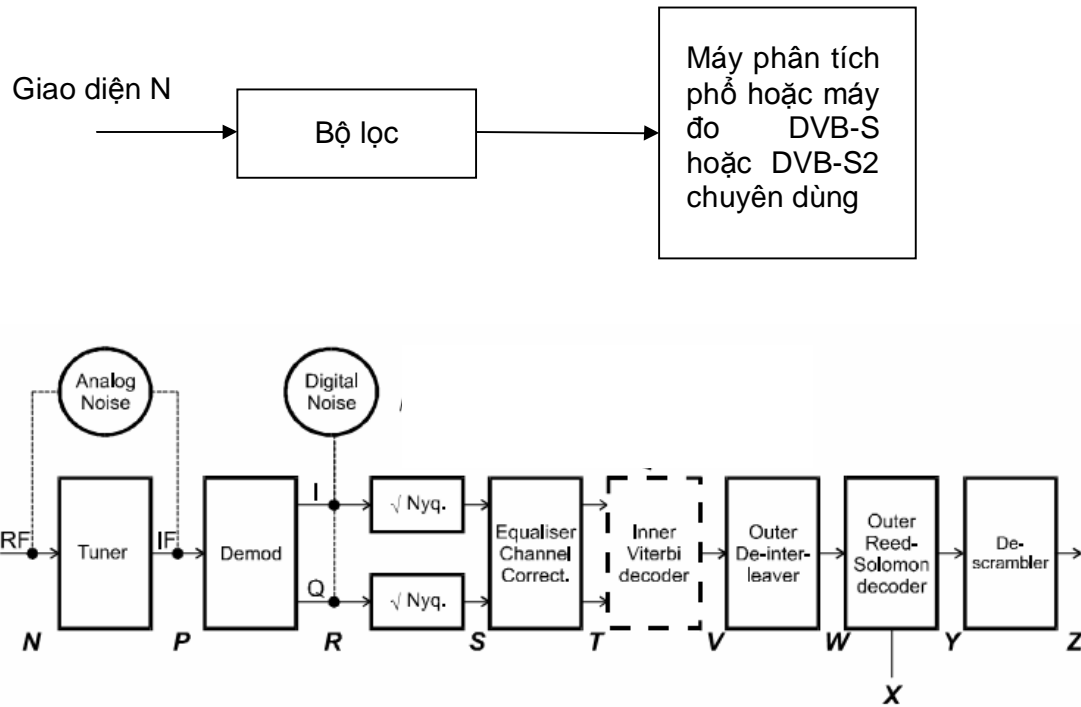 Giao diện N
Bộ lọc
Máy phân tích
phổ hoặc máy
đo DVB-S
hoặc DVB-S2
chuyên dùng
Analog
Noise
Digital
Noise
RF
Tuner
IF
Demod
I
Q
√ Nyq.
√ Nyq.
Equaliser
Channel
Correct.
Inner
Viterbi
decoder
Outer
De-inter-
leaver
Outer
Reed-
Solomon
decoder
De-
scrambler
N
P
R
S
T
V
W
Y
Z
X